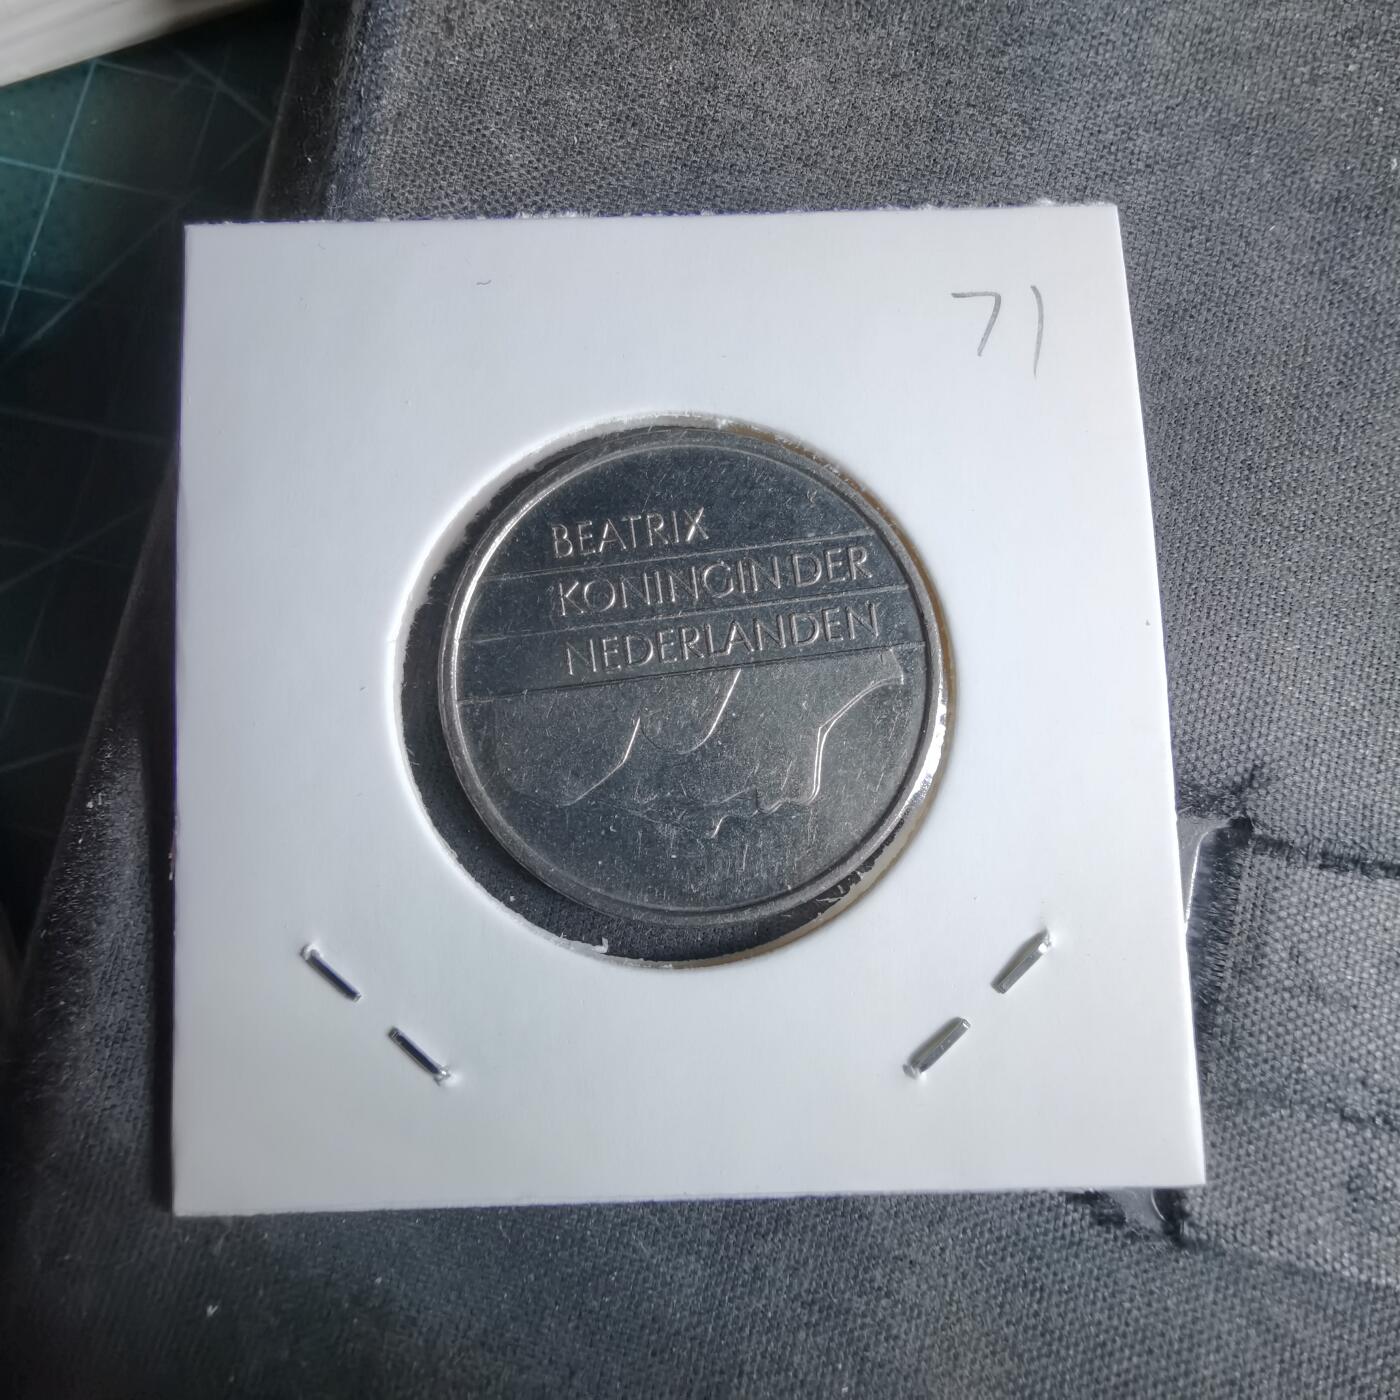 71
BEATRIX
KONINGIN DER
NEDERLANDEN